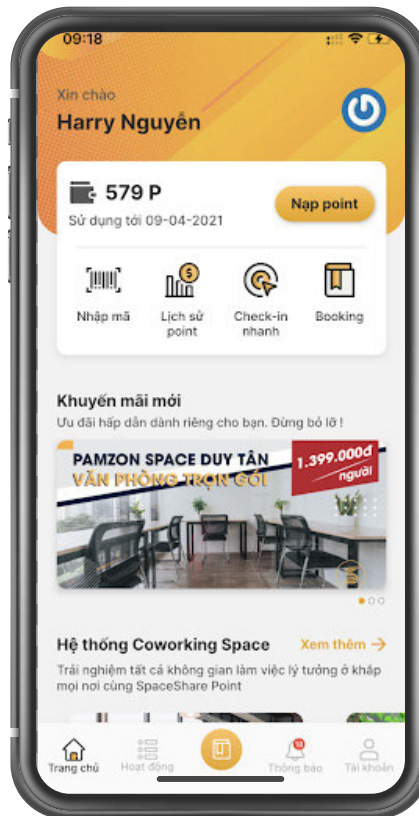 09:18
Xin chào
Harry Nguyễn
579 P
Sử dụng tới 09-04-2021
Nạp point
Nhập mã
Lịch sử
point
Check-in
nhanh
Booking
Khuyến mãi mới
Ưu đãi hấp dẫn dành riêng cho bạn. Đừng bỏ lỡ !
PAMZON SPACE DUY TÂN
VĂN PHÒNG TRỌN GÓI
1.399.000đ
người
Hệ thống Coworking Space
Xem thêm →
Trải nghiệm tất cả không gian làm việc lý tưởng ở khắp
mọi nơi cùng SpaceShare Point
Trang chủ
Hoạt động
Thông báo
Tài khoản